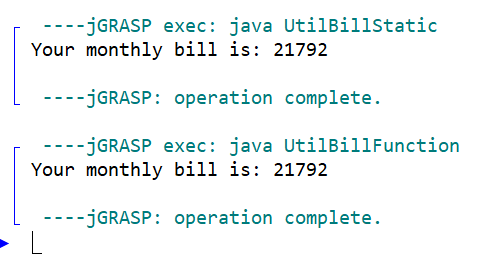 ----jGRASP exec: java UtilBillStatic
Your monthly bill is: 21792
----jGRASP: operation complete.
----jGRASP exec: java UtilBillFunction
Your monthly bill is: 21792
----jGRASP: operation complete.